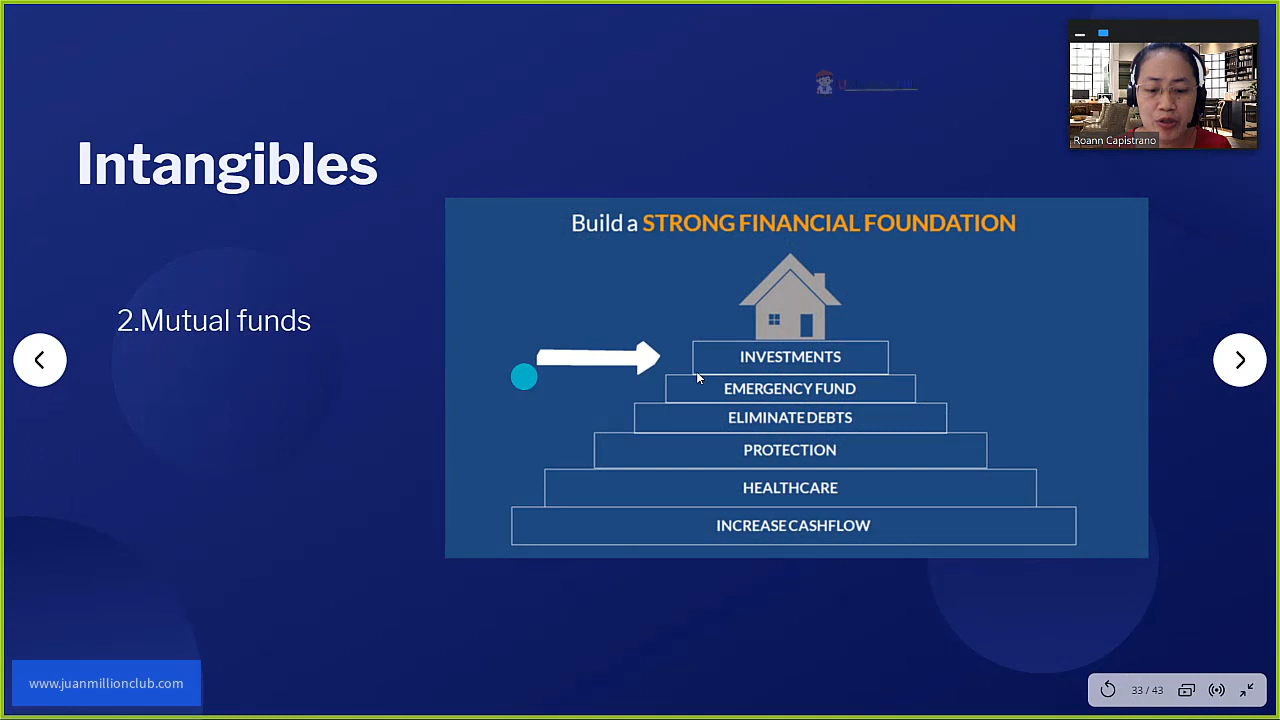 Roann Capistrano
Intangibles
Build a STRONG FINANCIAL FOUNDATION
2.Mutual funds
INVESTMENTS
EMERGENCY FUND
ELIMINATE DEBTS
PROTECTION
HEALTHCARE
INCREASE CASHFLOW
www.juanmillionclub.com
33 / 43